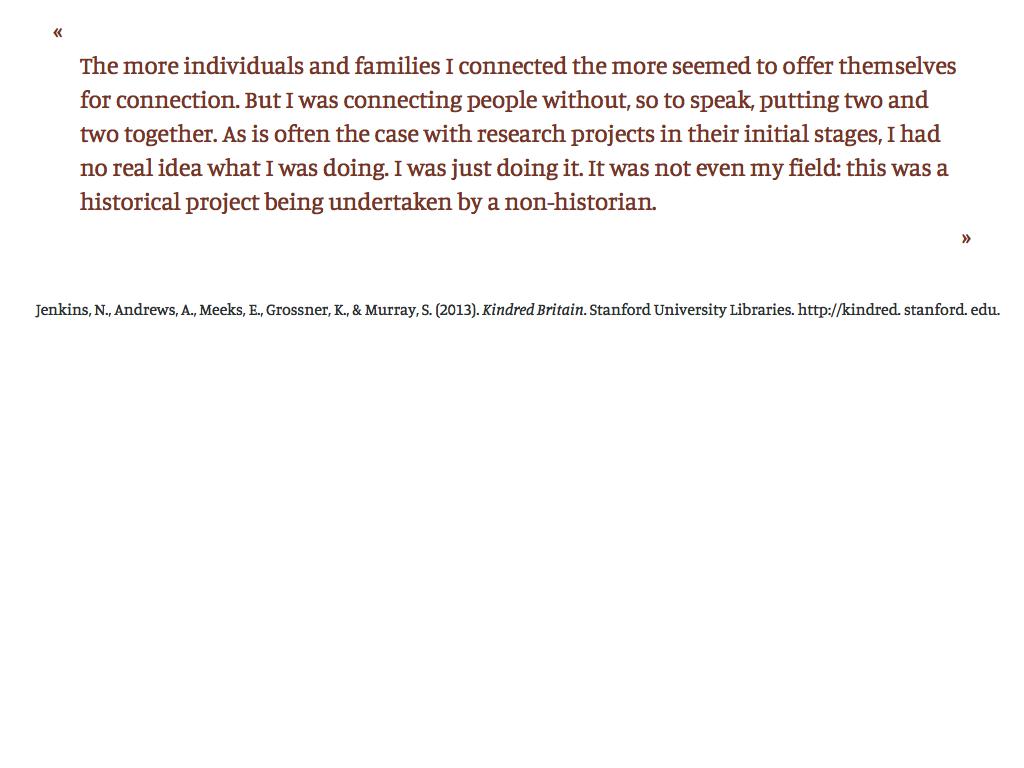 «
The more individuals and families I connected the more seemed to offer themselves
for connection. But I was connecting people without, so to speak, putting two and
two together. As is often the case with research projects in their initial stages, I had
no real idea what I was doing. I was just doing it. It was not even my field: this was a
historical project being undertaken by a non-historian.
»
Jenkins, N., Andrews, A., Meeks, E., Grossner, K., & Murray, S. (2013). Kindred Britain. Stanford University Libraries. http://kindred. stanford. edu.